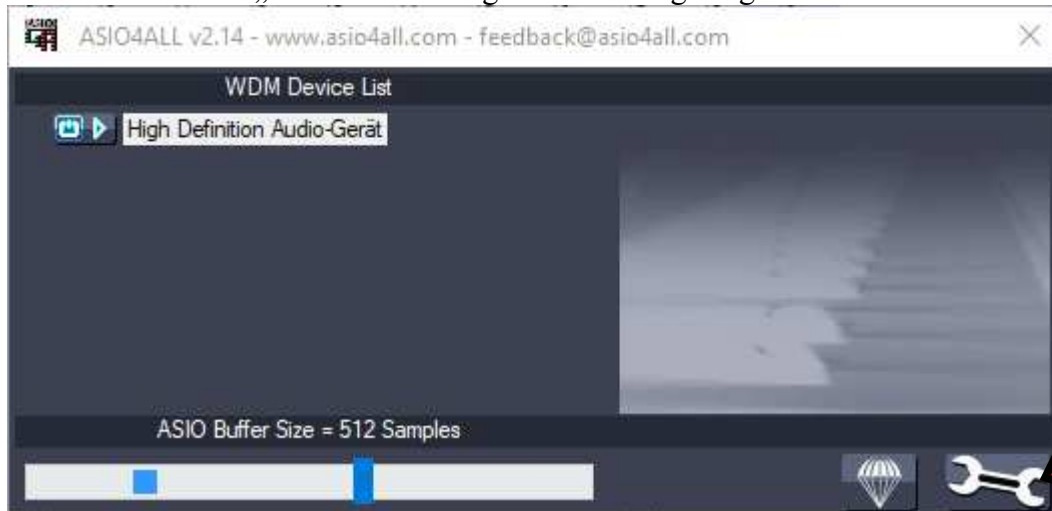 ASIO4ALL v2.14 - www.asio4all.com - feedback@asio4all.com
WDM Device List
High Definition Audio-Gerät
ASIO Buffer Size = 512 Samples